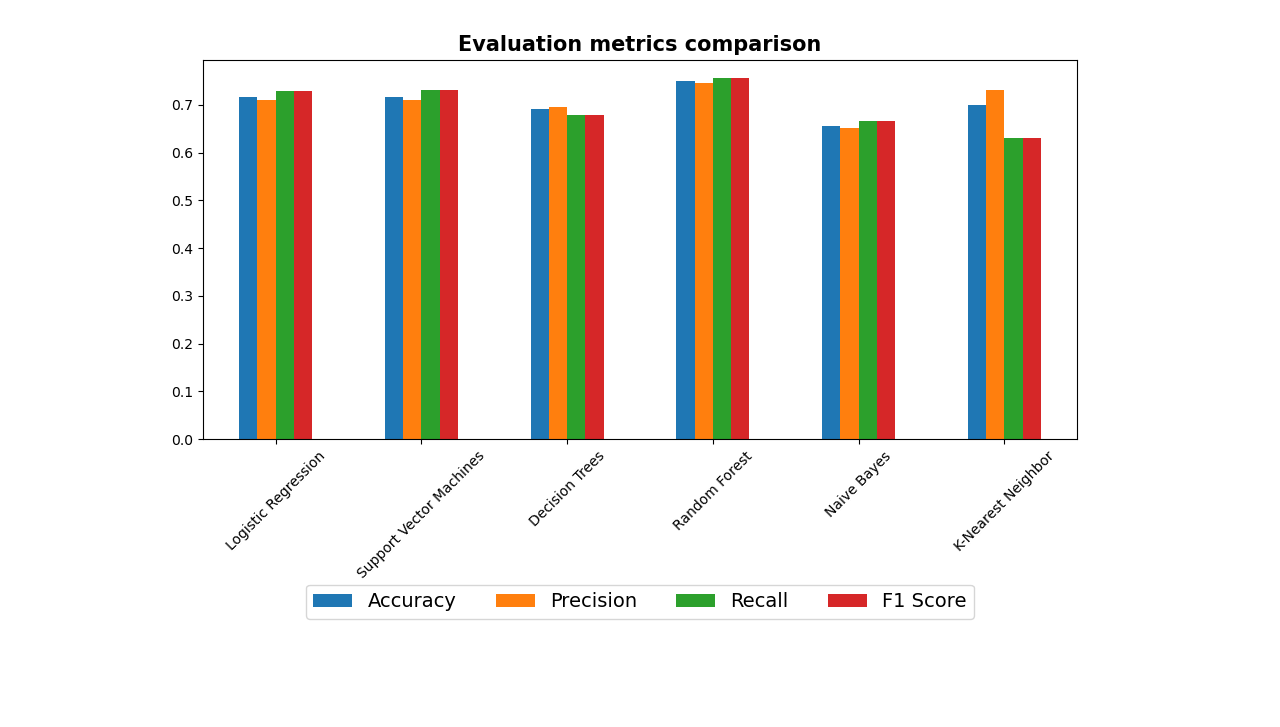 Evaluation metrics comparison
0.7
0.6
0.5
0.4
0.3
0.2
0.1
0.0
Logistic Regression
Support Vector Machines
Decision Trees
Random Forest
Naive Bayes
K-Nearest Neighbor
Accuracy Precision Recall F1 Score